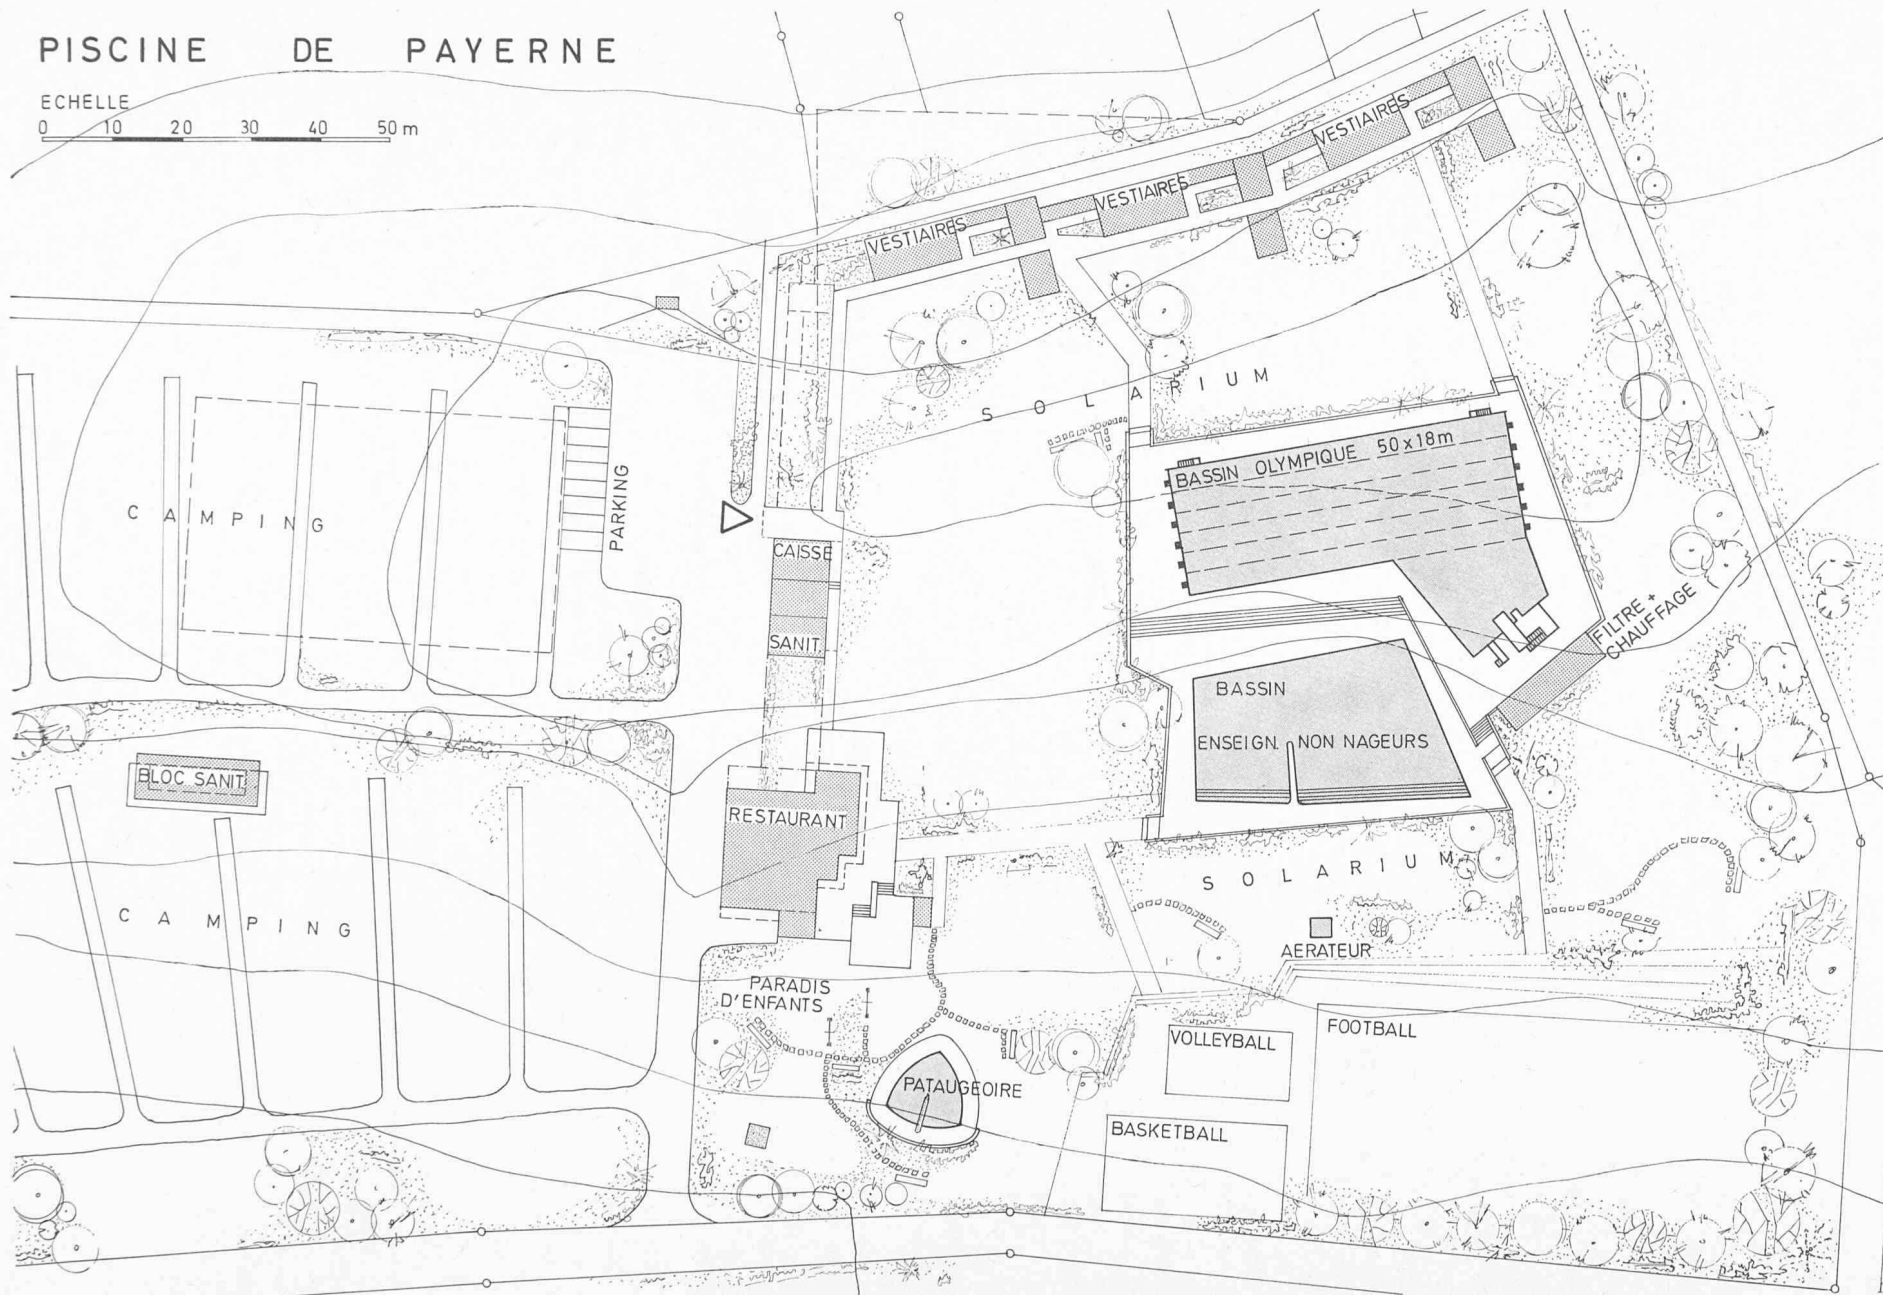 PISCINE DE PAYERNE
ECHELLE
0 10 20 30 40 50 m
VESTIAIRES
VESTIAIRES
VESTIAIRES
SOLARIUM
BASSIN OLYMPIQUE 50x18m
CAMPING
PARKING
CAISSE
SANIT.
FILTRE +
CHAUFFAGE
BASSIN
ENSEIGN. NON NAGEURS
BLOC SANIT.
RESTAURANT
SOLARIUM
CAMPING
AERATEUR
PARADIS
D'ENFANTS
VOLLEYBALL
FOOTBALL
PATAUGEOIRE
BASKETBALL